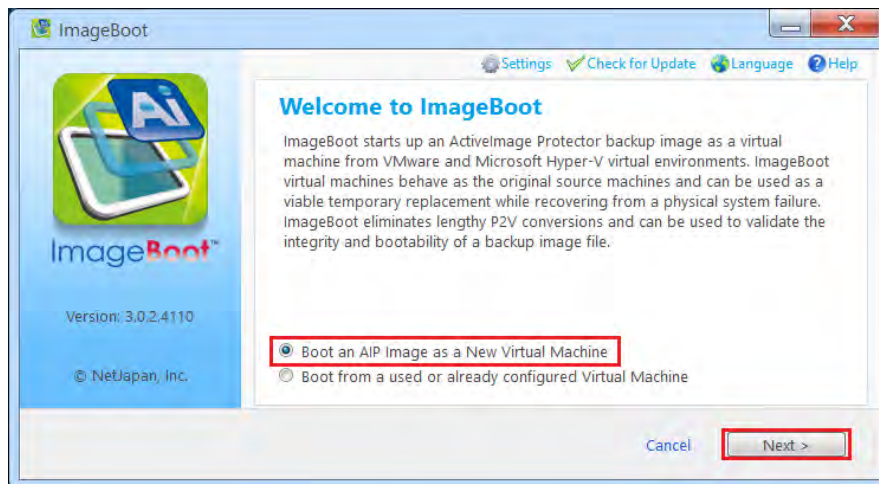 ImageBoot
Settings Check for Update Language Help
Ai
ImageBoot™
Version: 3.0.2.4110
© NetJapan, Inc.
Welcome to ImageBoot
ImageBoot starts up an ActiveImage Protector backup image as a virtual
machine from VMware and Microsoft Hyper-V virtual environments. ImageBoot
virtual machines behave as the original source machines and can be used as a
viable temporary replacement while recovering from a physical system failure.
ImageBoot eliminates lengthy P2V conversions and can be used to validate the
integrity and bootability of a backup image file.
Boot an AIP Image as a New Virtual Machine
Boot from a used or already configured Virtual Machine
Cancel Next >